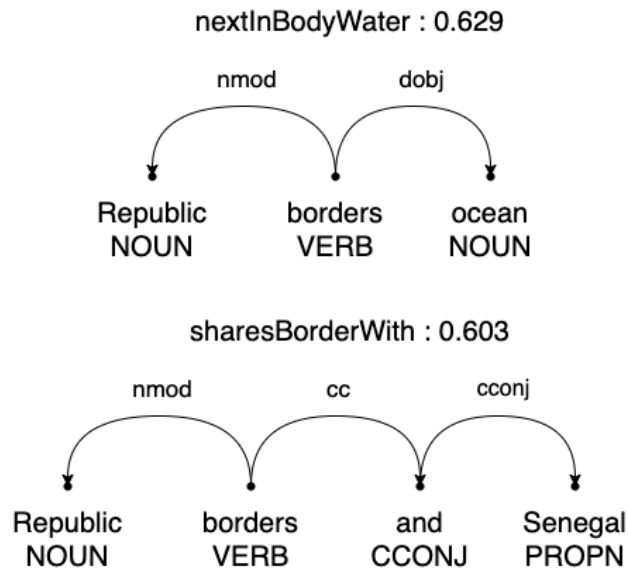 nextInBodyWater : 0.629
nmod dobj
Republic borders ocean
NOUN VERB NOUN
sharesBorderWith : 0.603
nmod cc cconj
Republic borders and Senegal
NOUN VERB CCONJ PROPN